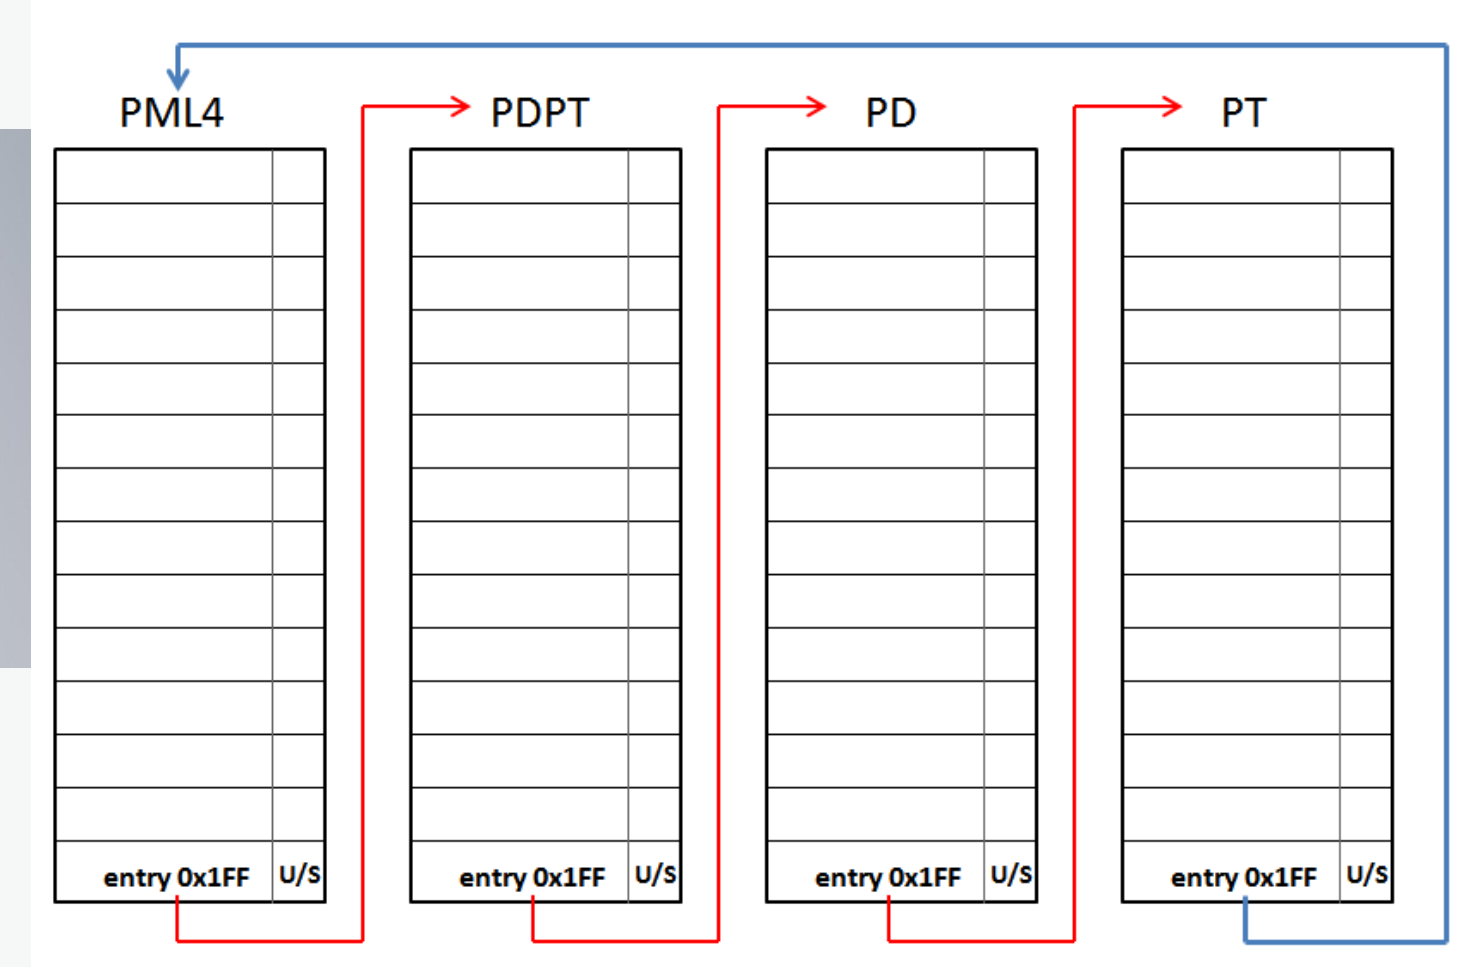 PML4
PDPT
PD
PT
entry 0x1FF U/S
entry 0x1FF U/S
entry 0x1FF U/S
entry 0x1FF U/S